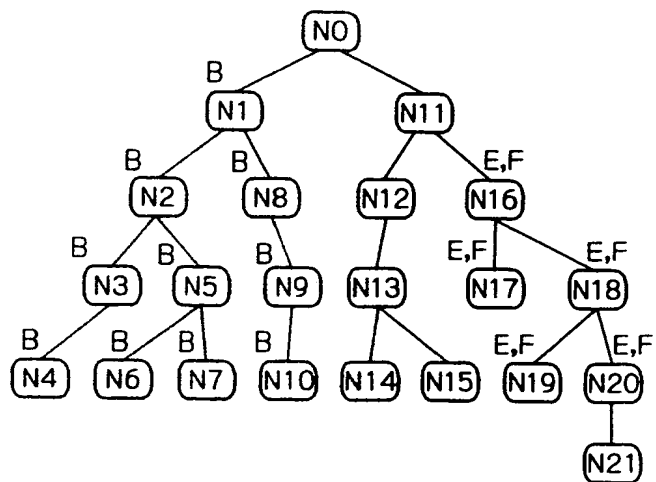 N0
B
N1 N11
B B E,F
N2 N8 N12 N16
B B B E,F E,F
N3 N5 N9 N13 N17 N18
B B B B E,F E,F
N4 N6 N7 N10 N14 N15 N19 N20
N21